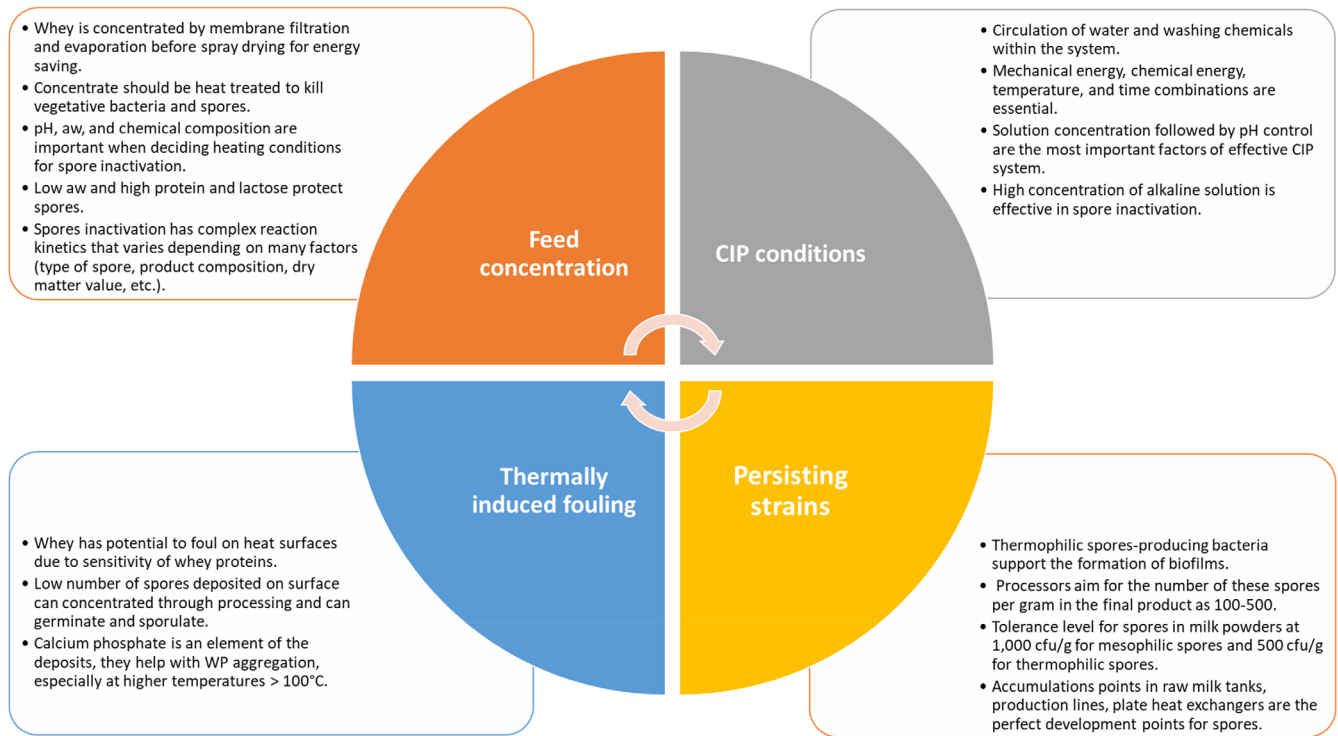 • Whey is concentrated by membrane filtration
and evaporation before spray drying for energy
saving.
• Concentrate should be heat treated to kill
vegetative bacteria and spores.
• pH, aw, and chemical composition are
important when deciding heating conditions
for spore inactivation.
• Low aw and high protein and lactose protect
spores.
• Spores inactivation has complex reaction
kinetics that varies depending on many factors
(type of spore, product composition, dry
matter value, etc.).
Feed
concentration
• Circulation of water and washing chemicals
within the system.
• Mechanical energy, chemical energy,
temperature, and time combinations are
essential.
• Solution concentration followed by pH control
are the most important factors of effective CIP
system.
• High concentration of alkaline solution is
effective in spore inactivation.
CIP conditions
Thermally
induced fouling
• Whey has potential to foul on heat surfaces
due to sensitivity of whey proteins.
• Low number of spores deposited on surface
can concentrated through processing and can
germinate and sporulate.
• Calcium phosphate is an element of the
deposits, they help with WP aggregation,
especially at higher temperatures > 100°C.
Persisting
strains
• Thermophilic spores-producing bacteria
support the formation of biofilms.
• Processors aim for the number of these spores
per gram in the final product as 100-500.
• Tolerance level for spores in milk powders at
1,000 cfu/g for mesophilic spores and 500 cfu/g
for thermophilic spores.
• Accumulations points in raw milk tanks,
production lines, plate heat exchangers are the
perfect development points for spores.